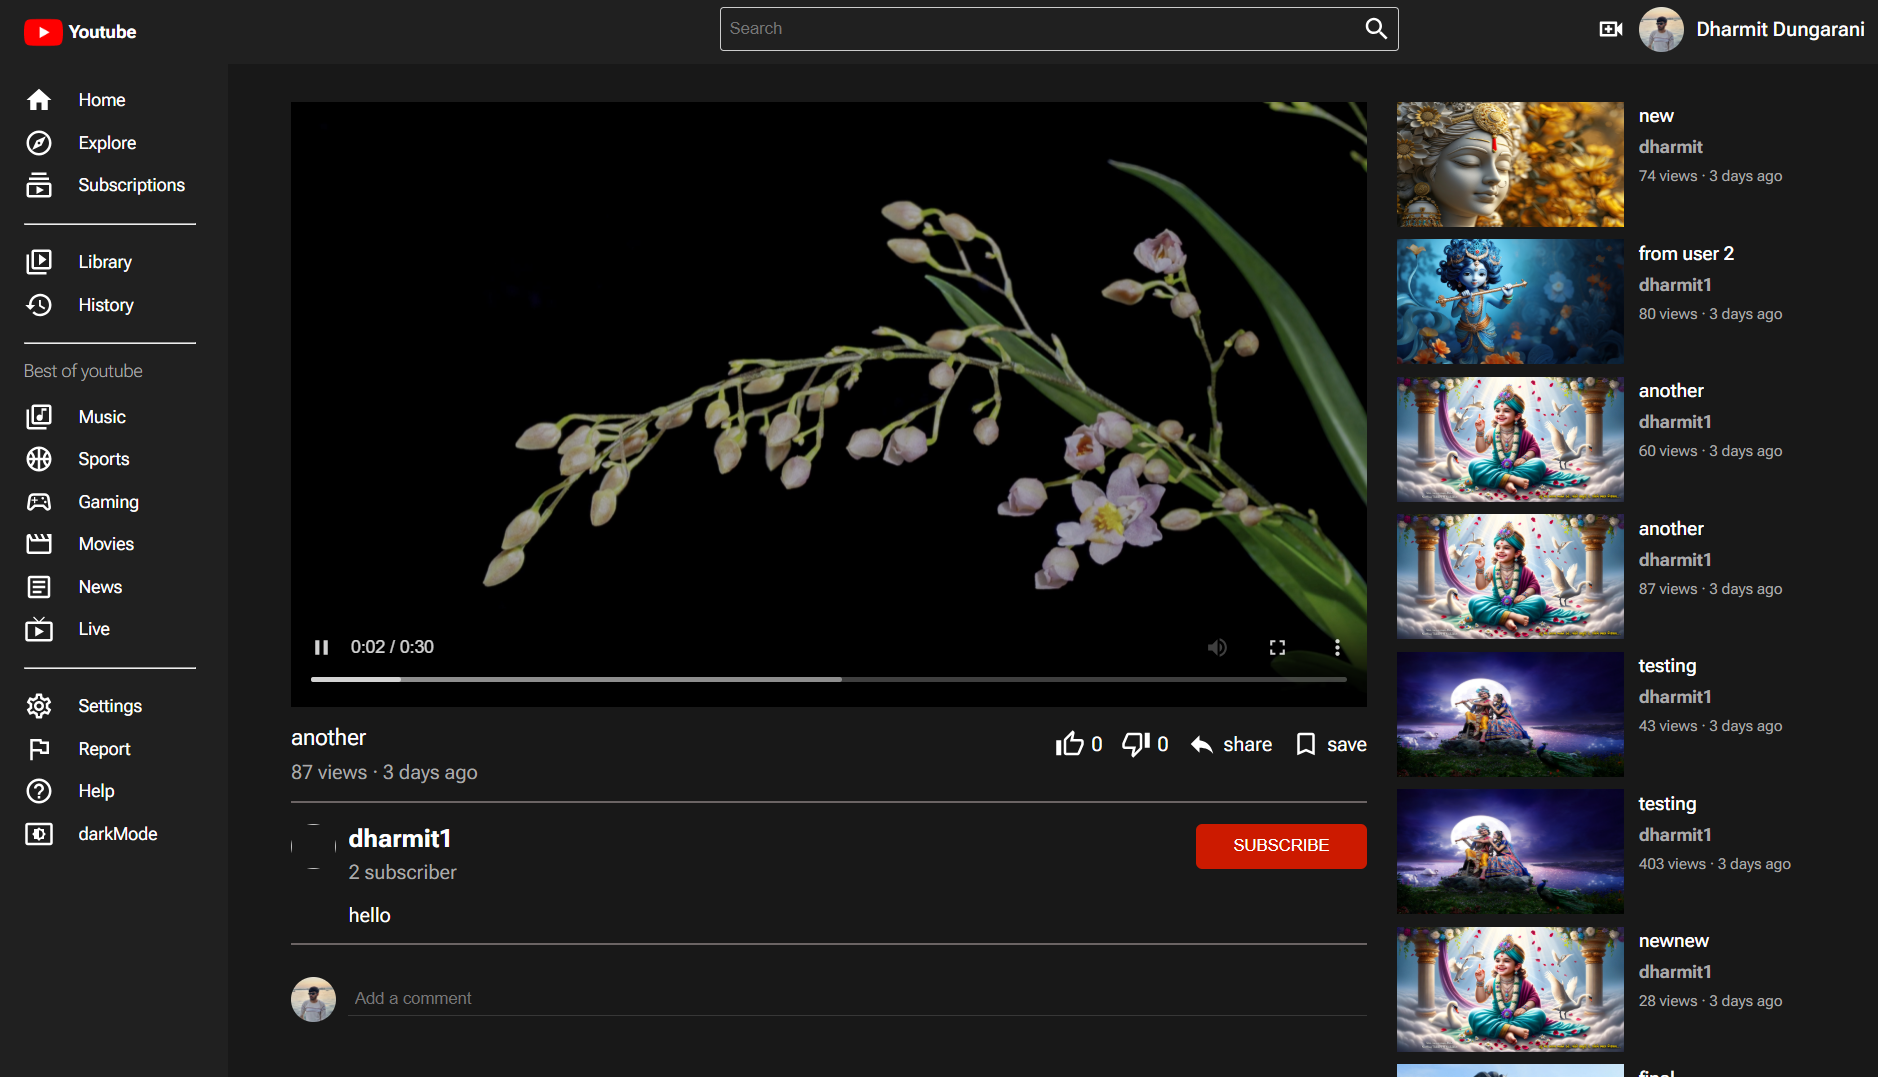 Youtube
Search
Dharmit Dungarani
Home
Explore
Subscriptions
Library
History
Best of youtube
Music
Sports
Gaming
Movies
News
Live
Settings
Report
Help
darkMode
0:02 / 0:30
another
87 views · 3 days ago
0
0
share
save
dharmit1
2 subscriber
SUBSCRIBE
hello
Add a comment
new
dharmit
74 views · 3 days ago
from user 2
dharmit1
80 views · 3 days ago
another
dharmit1
60 views · 3 days ago
another
dharmit1
87 views · 3 days ago
testing
dharmit1
43 views · 3 days ago
testing
dharmit1
403 views · 3 days ago
newnew
dharmit1
28 views · 3 days ago
final